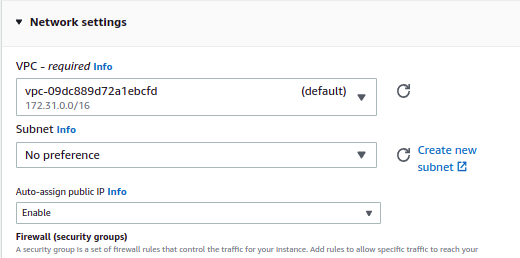 Network settings
VPC - required Info
vpc-09dc889d72a1ebcfd (default)
172.31.0.0/16
Subnet Info
No preference
Create new
subnet
Auto-assign public IP Info
Enable
Firewall (security groups)
A security group is a set of firewall rules that control the traffic for your instance. Add rules to allow specific traffic to reach your